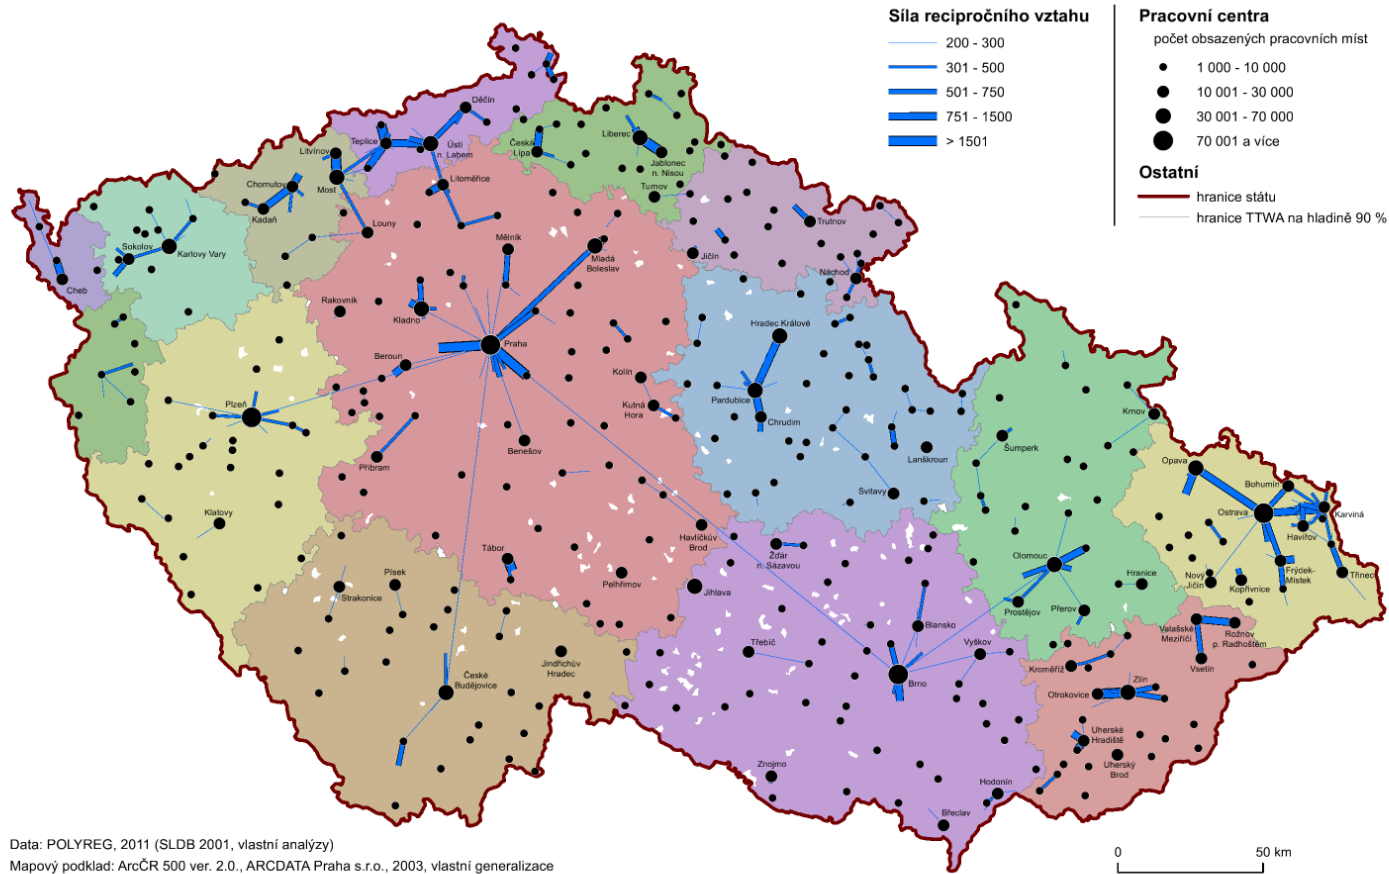 Síla recipročního vztahu
200 - 300
301 - 500
501 - 750
751 - 1500
> 1501
Pracovní centra
počet obsazených pracovních míst
1 000 - 10 000
10 001 - 30 000
30 001 - 70 000
70 001 a více
Ostatní
hranice státu
hranice TTWA na hladině 90 %
Děčín
Teplice
Ústí
n. Labem
Litvínov
Most
Chomutov
Kadaň
Litoměřice
Louny
Česká
Lípa
Liberec
Jablonec
n. Nisou
Turnov
Trutnov
Jičín
Náchod
Sokolov
Karlovy Vary
Cheb
Mělník
Mladá
Boleslav
Rakovník
Kladno
Praha
Beroun
Hradec Králové
Pardubice
Chrudim
Kolín
Kutná
Hora
Plzeň
Příbram
Benešov
Lanškroun
Svitavy
Šumperk
Krnov
Opava
Bohumín
Ostrava
Karviná
Havířov
Klatovy
Havlíčkův
Brod
Tábor
Žďár
n. Sázavou
Olomouc
Hranice
Nový
Jičín
Kopřivnice
Frýdek-
Místek
Třinec
Písek
Strakonice
Pelhřimov
Jihlava
Prostějov
Přerov
Blansko
Valašské
Meziříčí
Rožnov
p. Radhoštěm
Vsetín
Třebíč
Vyškov
Kroměříž
Jindřichův
Hradec
České
Budějovice
Brno
Otrokovice
Zlín
Uherské
Hradiště
Uherský
Brod
Znojmo
Hodonín
Břeclav
Data: POLYREG, 2011 (SLDB 2001, vlastní analýzy)
Mapový podklad: ArcČR 500 ver. 2.0., ARCDATA Praha s.r.o., 2003, vlastní generalizace
0 50 km